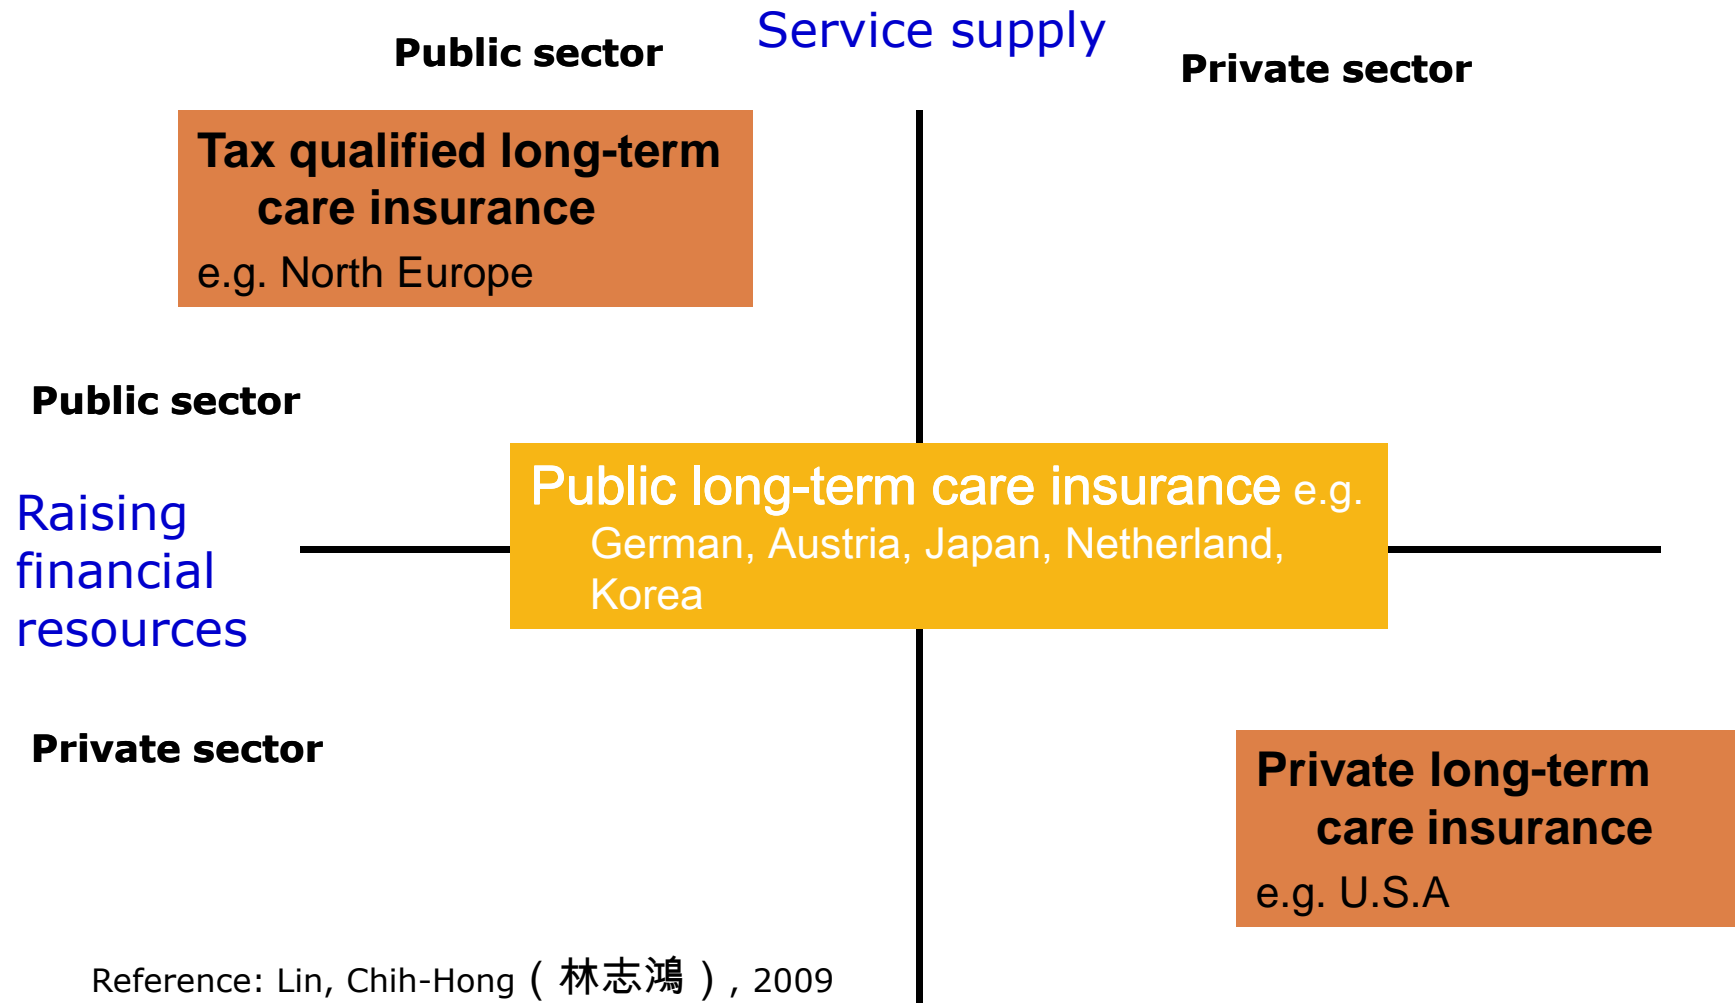 Service supply
Public sector
Private sector
Tax qualified long-term
care insurance
e.g. North Europe
Public sector
Raising
financial
resources
Public long-term care insurance e.g.
German, Austria, Japan, Netherland,
Korea
Private sector
Private long-term
care insurance
e.g. U.S.A
Reference: Lin, Chih-Hong ( 林志鴻 ) , 2009